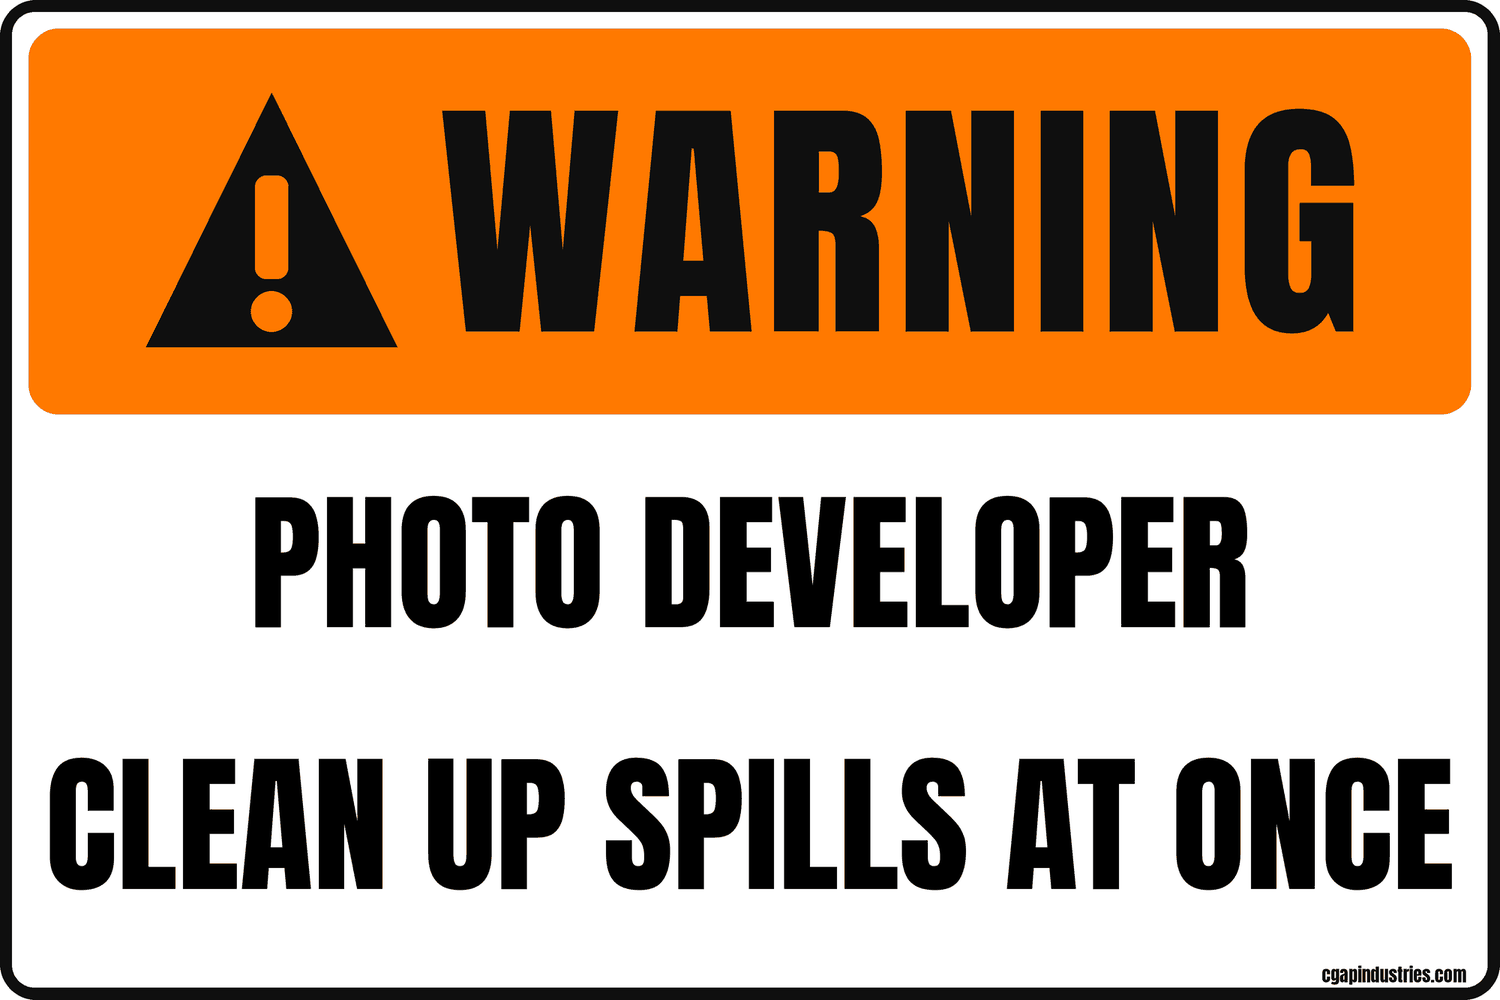 WARNING
PHOTO DEVELOPER
CLEAN UP SPILLS AT ONCE
cgapindustries.com